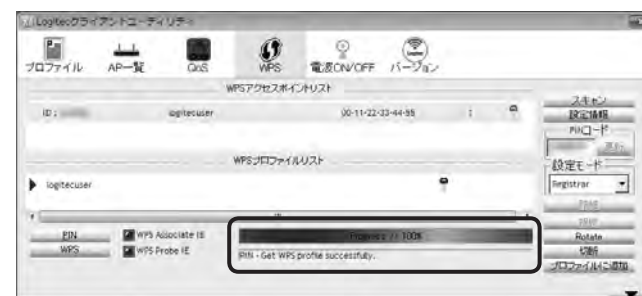 Logitecクライアントユーティリティ
プロファイル AP一覧 QoS WPS 電波ON/OFF バージョン
WPSアクセスポイントリスト
ID : logitecuser 00-11-22-33-44-55
スキャン
設定情報
PINコード
更新
WPSプロファイルリスト
設定モード
Registrar
logitecuser
PIN WPS Associate IE Progress >> 100%
Rotate
WPS WPS Probe IE PIN - Get WPS profile successfully.
切断
プロファイルに追加